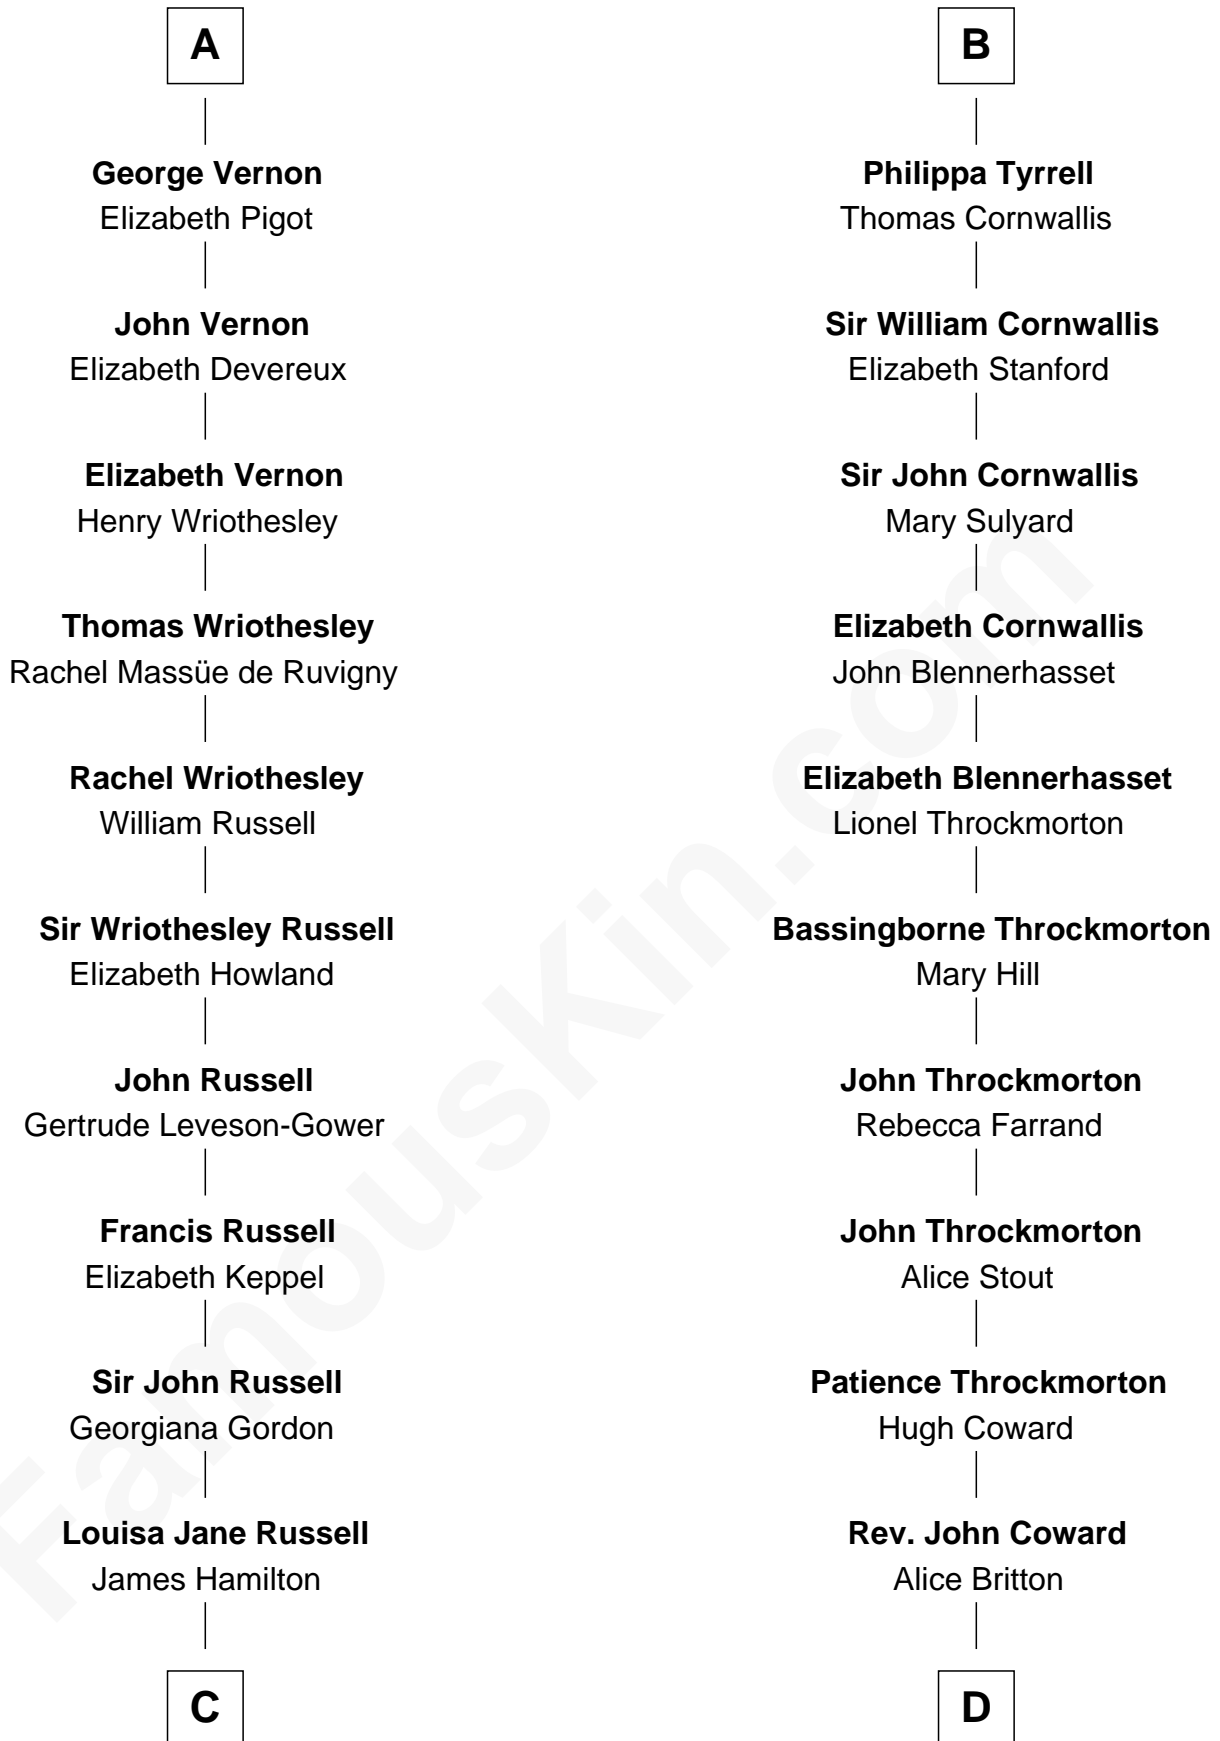 A
George Vernon
Elizabeth Pigot
John Vernon
Elizabeth Devereux
Elizabeth Vernon
Henry Wriothesley
Thomas Wriothesley
Rachel Massüe de Ruvigny
Rachel Wriothesley
William Russell
Sir Wriothesley Russell
Elizabeth Howland
John Russell
Gertrude Leveson-Gower
Francis Russell
Elizabeth Keppel
Sir John Russell
Georgiana Gordon
Louisa Jane Russell
James Hamilton
C
B
Philippa Tyrrell
Thomas Cornwallis
Sir William Cornwallis
Elizabeth Stanford
Sir John Cornwallis
Mary Sulyard
Elizabeth Cornwallis
John Blennerhasset
Elizabeth Blennerhasset
Lionel Throckmorton
Bassingborne Throckmorton
Mary Hill
John Throckmorton
Rebecca Farrand
John Throckmorton
Alice Stout
Patience Throckmorton
Hugh Coward
Rev. John Coward
Alice Britton
D
FamousKin.com